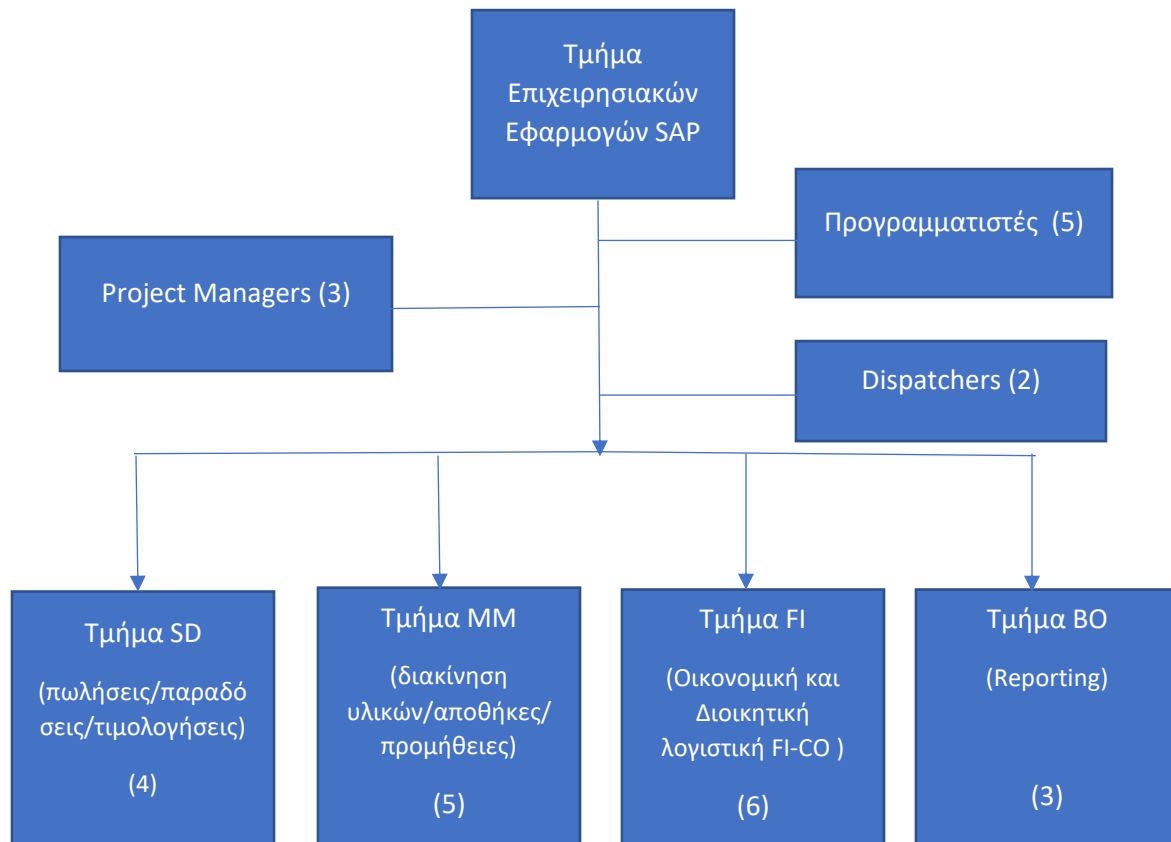 Τμήμα
Επιχειρησιακών
Εφαρμογών SAP
Προγραμματιστές (5)
Project Managers (3)
Dispatchers (2)
Τμήμα SD
(πωλήσεις/παραδό
σεις/τιμολογήσεις)
(4)
Τμήμα MM
(διακίνηση
υλικών/αποθήκες/
προμήθειες)
(5)
Τμήμα FI
(Οικονομική και
Διοικητική
λογιστική FI-CO )
(6)
Τμήμα BO
(Reporting)
(3)